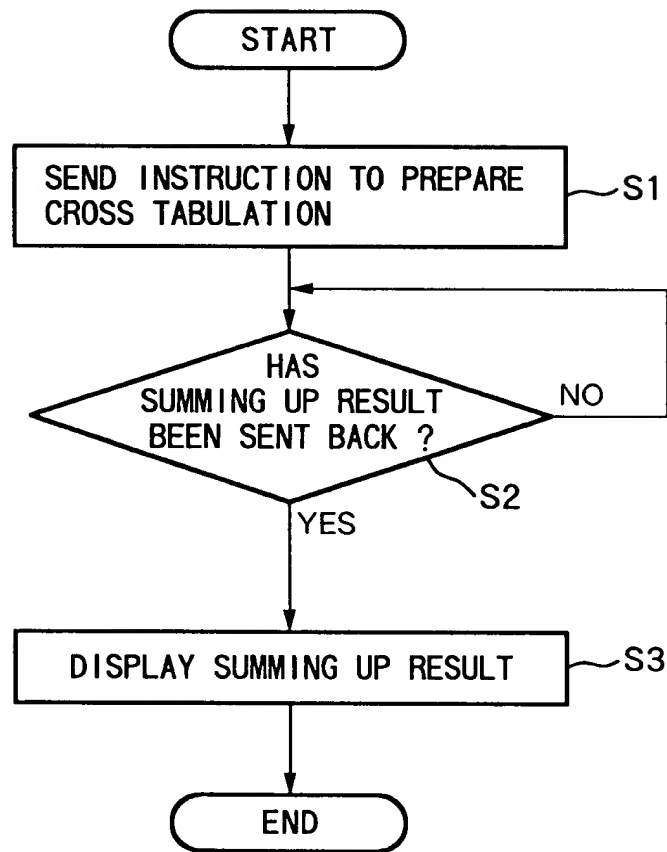 START
SEND INSTRUCTION TO PREPARE
CROSS TABULATION
S1
HAS
SUMMING UP RESULT
BEEN SENT BACK ?
NO
S2
YES
DISPLAY SUMMING UP RESULT
S3
END